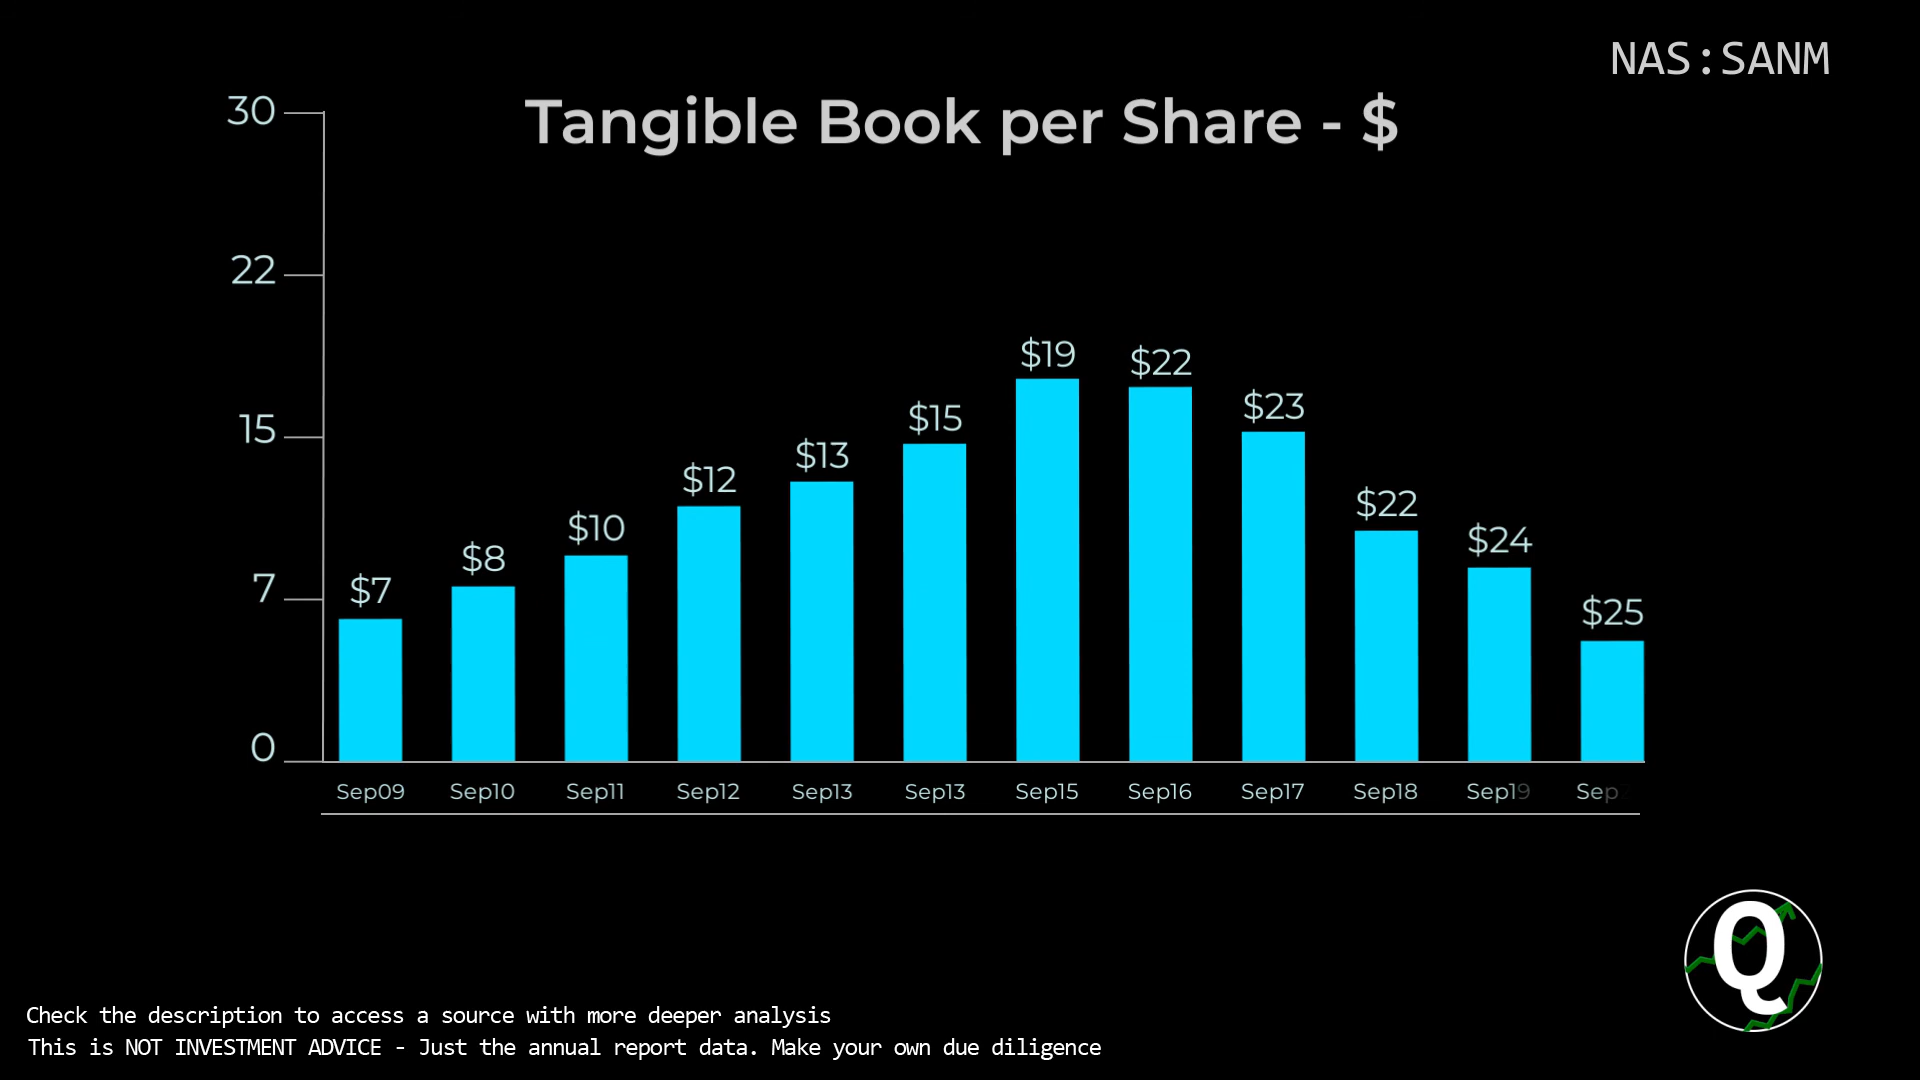 NAS:SANM
Tangible Book per Share - $
30
22
15
7
0
$7
$8
$10
$12
$13
$15
$19
$22
$23
$22
$24
$25
Sep09 Sep10 Sep11 Sep12 Sep13 Sep13 Sep15 Sep16 Sep17 Sep18 Sep19
Q
Check the description to access a source with more deeper analysis
This is NOT INVESTMENT ADVICE - Just the annual report data. Make your own due diligence